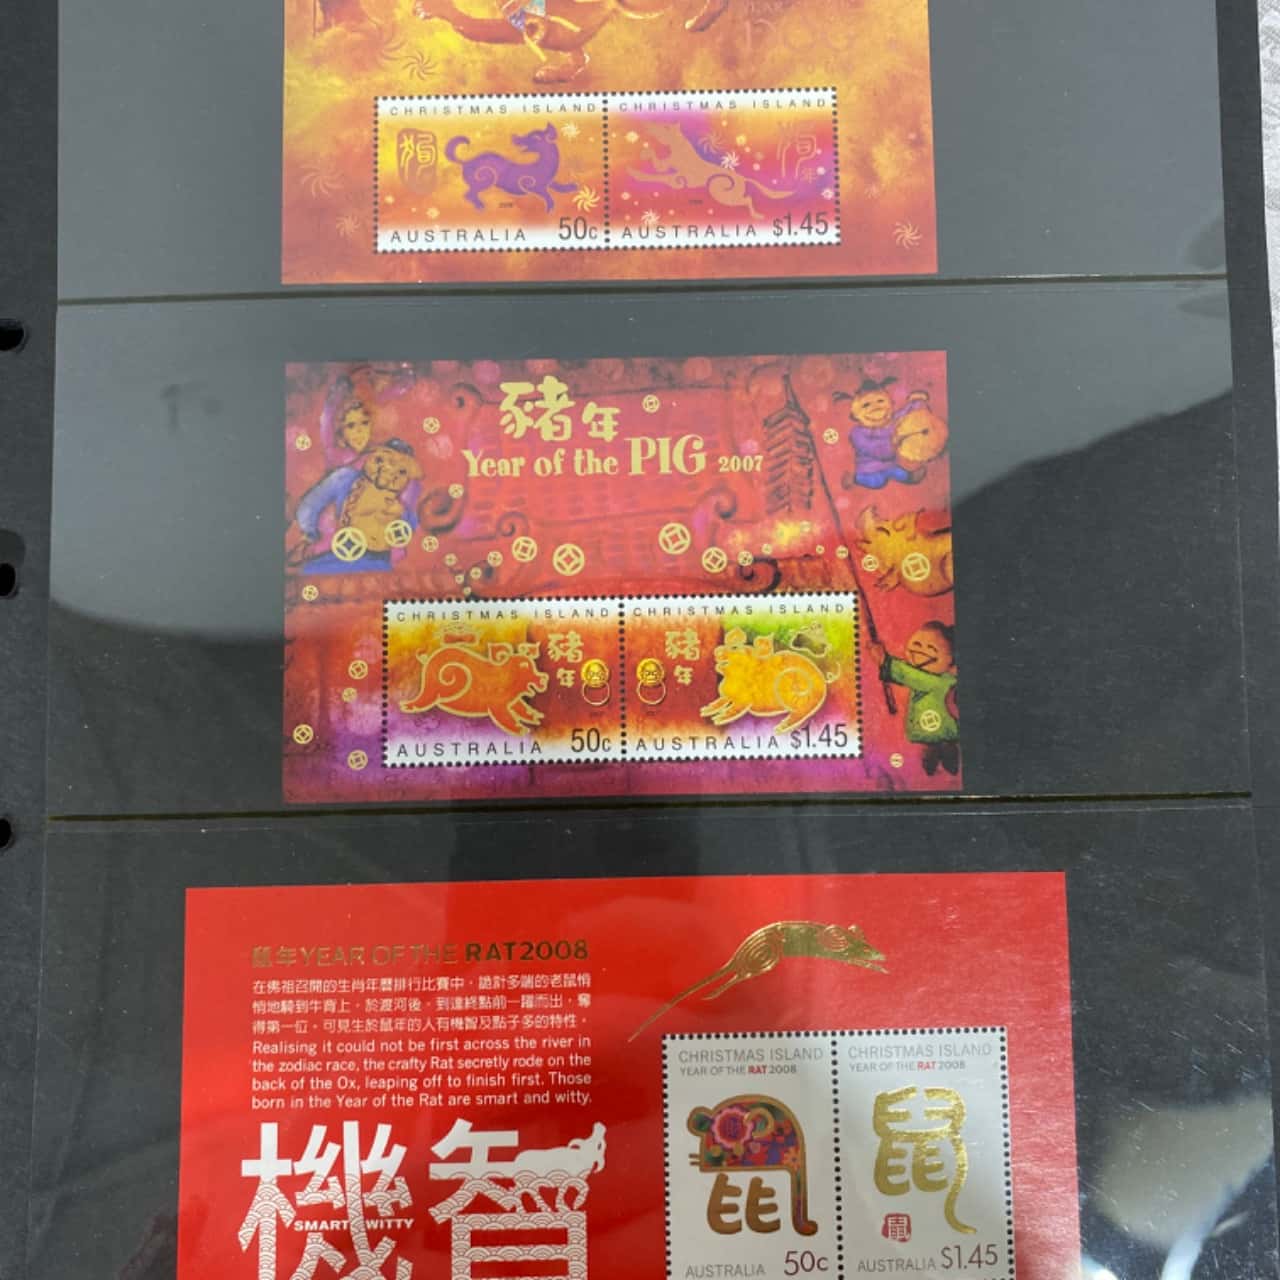 YEAR
DOG
CHRISTMAS ISLAND
CHRISTMAS ISLAND
狗
狗年
AUSTRALIA 50c
AUSTRALIA $1.45
豬年
Year of the PIG 2007
CHRISTMAS ISLAND
CHRISTMAS ISLAND
豬年
豬年
2007
2007
AUSTRALIA 50c
AUSTRALIA $1.45
鼠年YEAR OF THE RAT2008
在佛祖召開的生肖年曆排行比賽中，詭計多端的老鼠悄
悄地騎到牛背上，於渡河後，到達終點前一躍而出，奪
得第一位。可見生於鼠年的人有機智及點子多的特性。
Realising it could not be first across the river in
the zodiac race, the crafty Rat secretly rode on the
back of the Ox, leaping off to finish first. Those
born in the Year of the Rat are smart and witty.
機智
SMART WITTY
CHRISTMAS ISLAND
YEAR OF THE RAT 2008
AUSTRALIA 50c
CHRISTMAS ISLAND
YEAR OF THE RAT 2008
鼠
鼠
AUSTRALIA $1.45